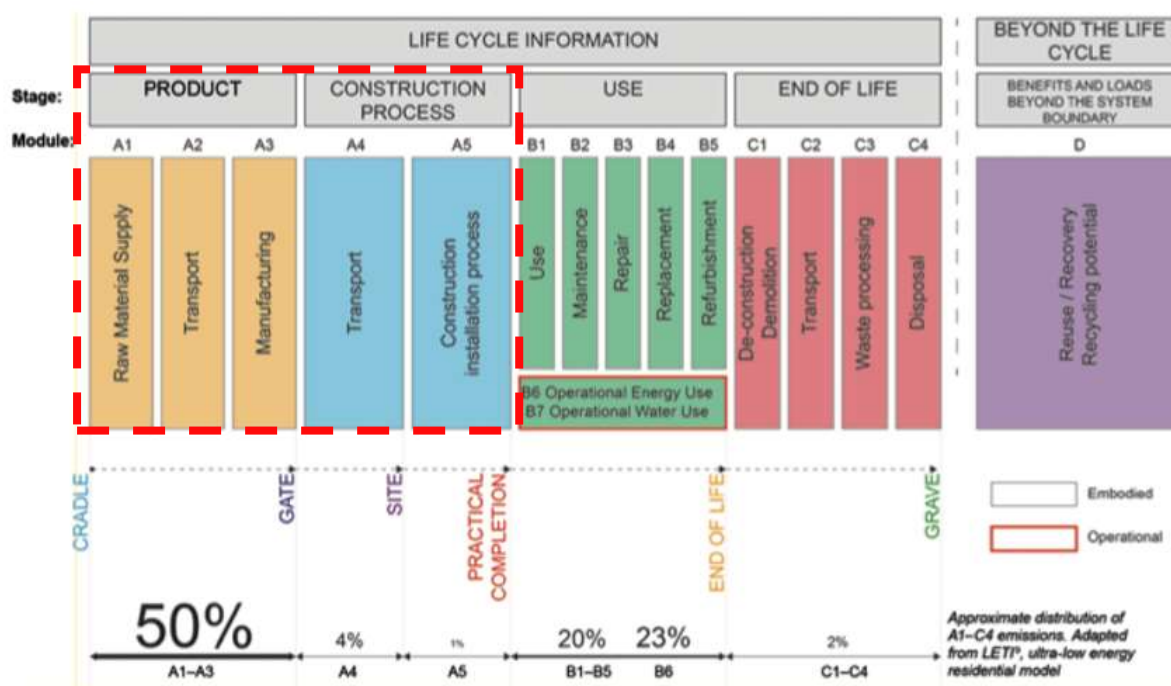 LIFE CYCLE INFORMATION
BEYOND THE LIFE
CYCLE
Stage:
PRODUCT
CONSTRUCTION
PROCESS
USE
END OF LIFE
BENEFITS AND LOADS
BEYOND THE SYSTEM
BOUNDARY
Module:
A1
A2
A3
A4
A5
B1
B2
B3
B4
B5
C1
C2
C3
C4
D
Raw Material Supply
Transport
Manufacturing
Transport
Construction
installation process
Use
Maintenance
Repair
Replacement
Refurbishment
De-construction
Demolition
Transport
Waste processing
Disposal
Reuse / Recovery
Recycling potential
B6 Operational Energy Use
B7 Operational Water Use
CRADLE
GATE
SITE
PRACTICAL
COMPLETION
END OF LIFE
GRAVE
Embodied
Operational
50%
4%
1%
20%
23%
2%
A1–A3
A4
A5
B1–B5
B6
C1–C4
Approximate distribution of
A1–C4 emissions. Adapted
from LETI⁹, ultra-low energy
residential model